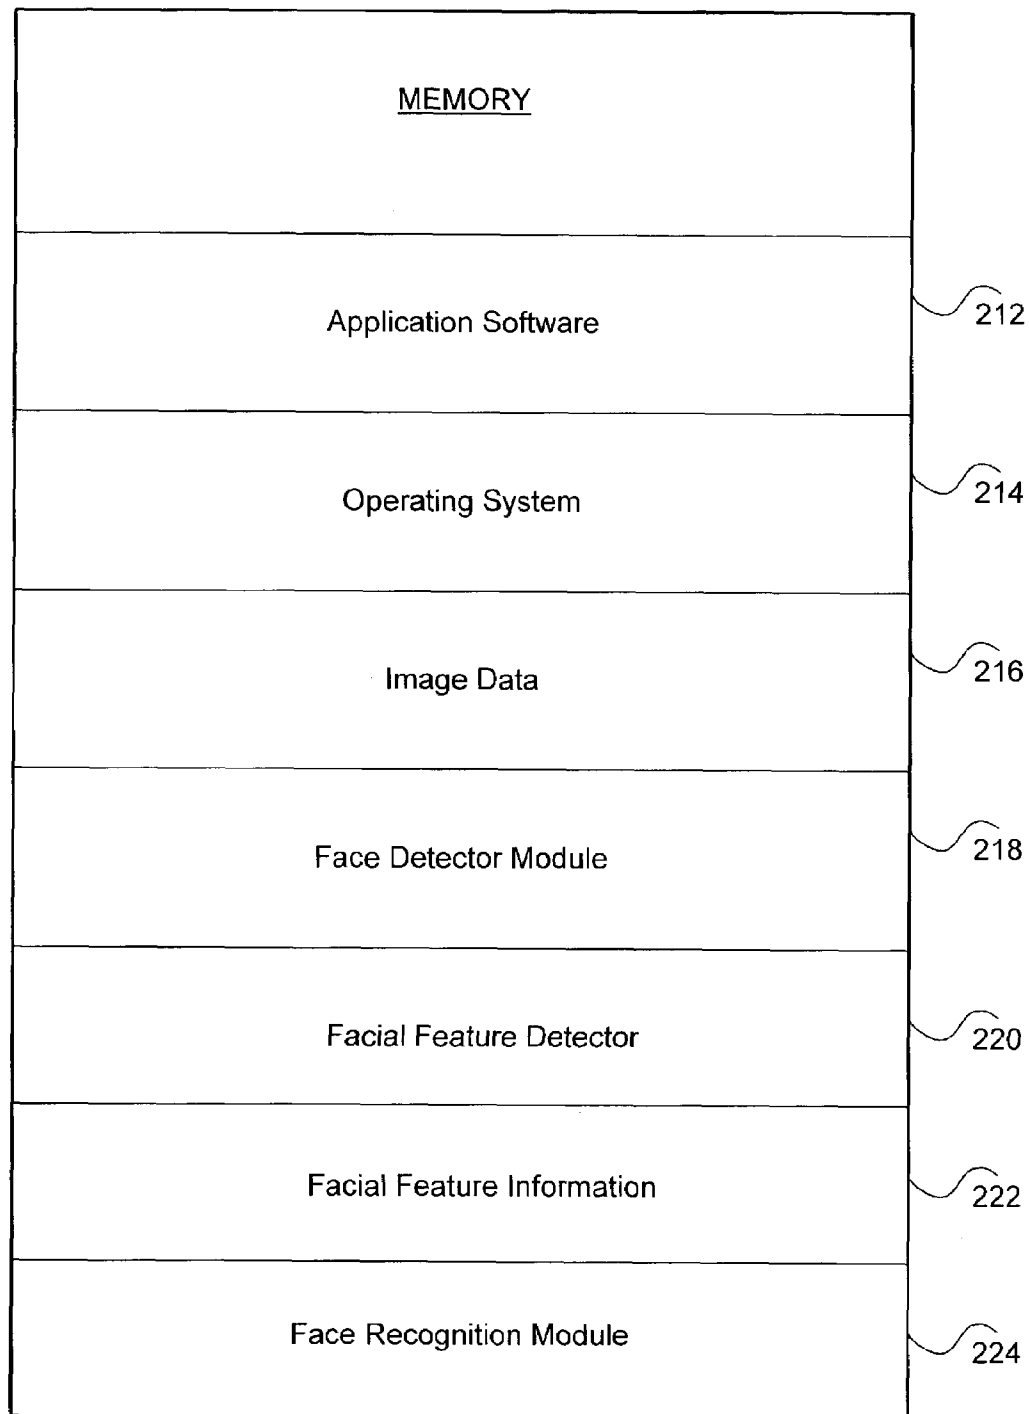 MEMORY
Application Software
212
Operating System
214
Image Data
216
Face Detector Module
218
Facial Feature Detector
220
Facial Feature Information
222
Face Recognition Module
224